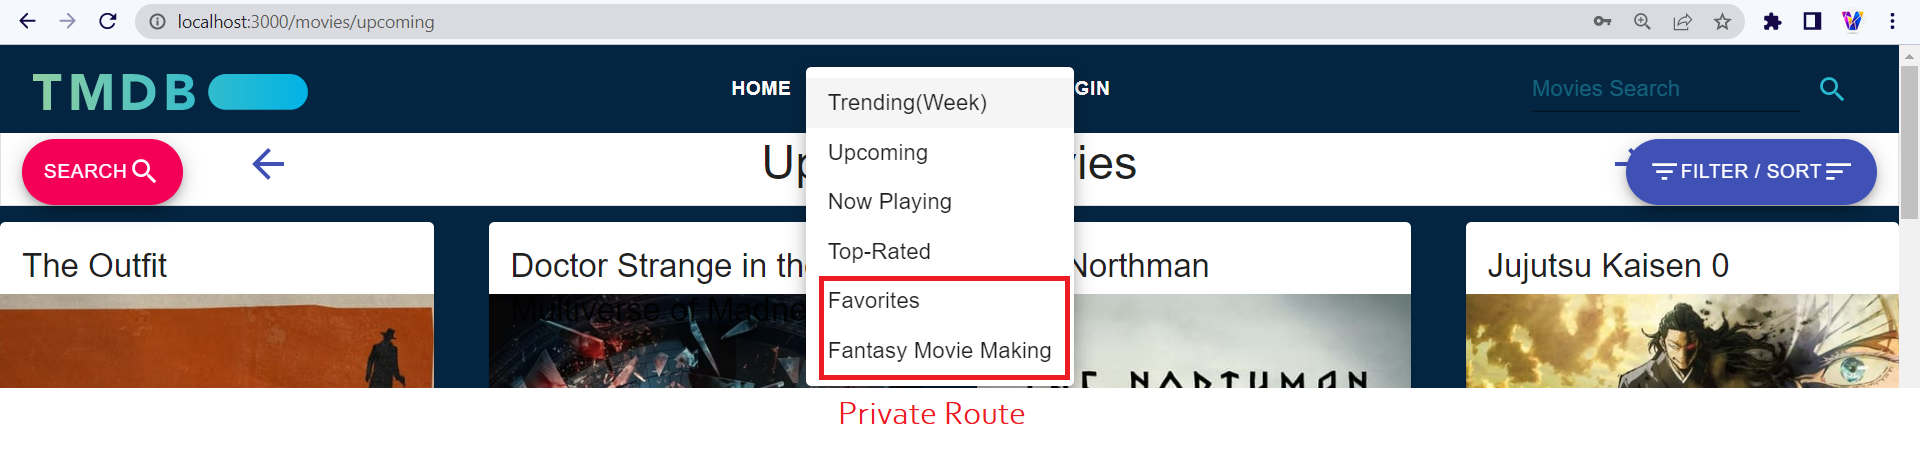 localhost:3000/movies/upcoming
TMDB
HOME
GIN
Movies Search
Trending(Week)
Upcoming
Now Playing
Top-Rated
Favorites
Fantasy Movie Making
SEARCH
Up
vies
FILTER / SORT
The Outfit
Doctor Strange in th
Multiverse of Madne
Northman
Jujutsu Kaisen 0
NORTHMAN
Private Route